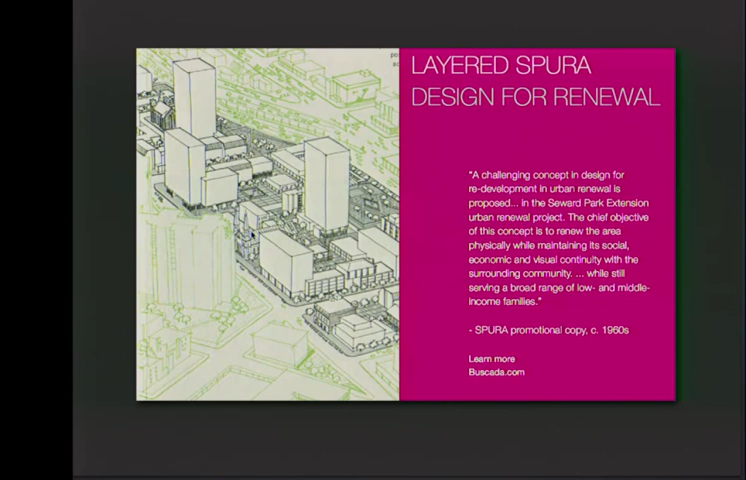 LAYERED SPURA
DESIGN FOR RENEWAL
"A challenging concept in design for
re-development in urban renewal is
proposed... in the Seward Park Extension
urban renewal project. The chief objective
of this concept is to renew the area
physically while maintaining its social,
economic and visual continuity with the
surrounding community. ... while still
serving a broad range of low- and middle-
income families."
- SPURA promotional copy, c. 1960s
Learn more
Buscada.com